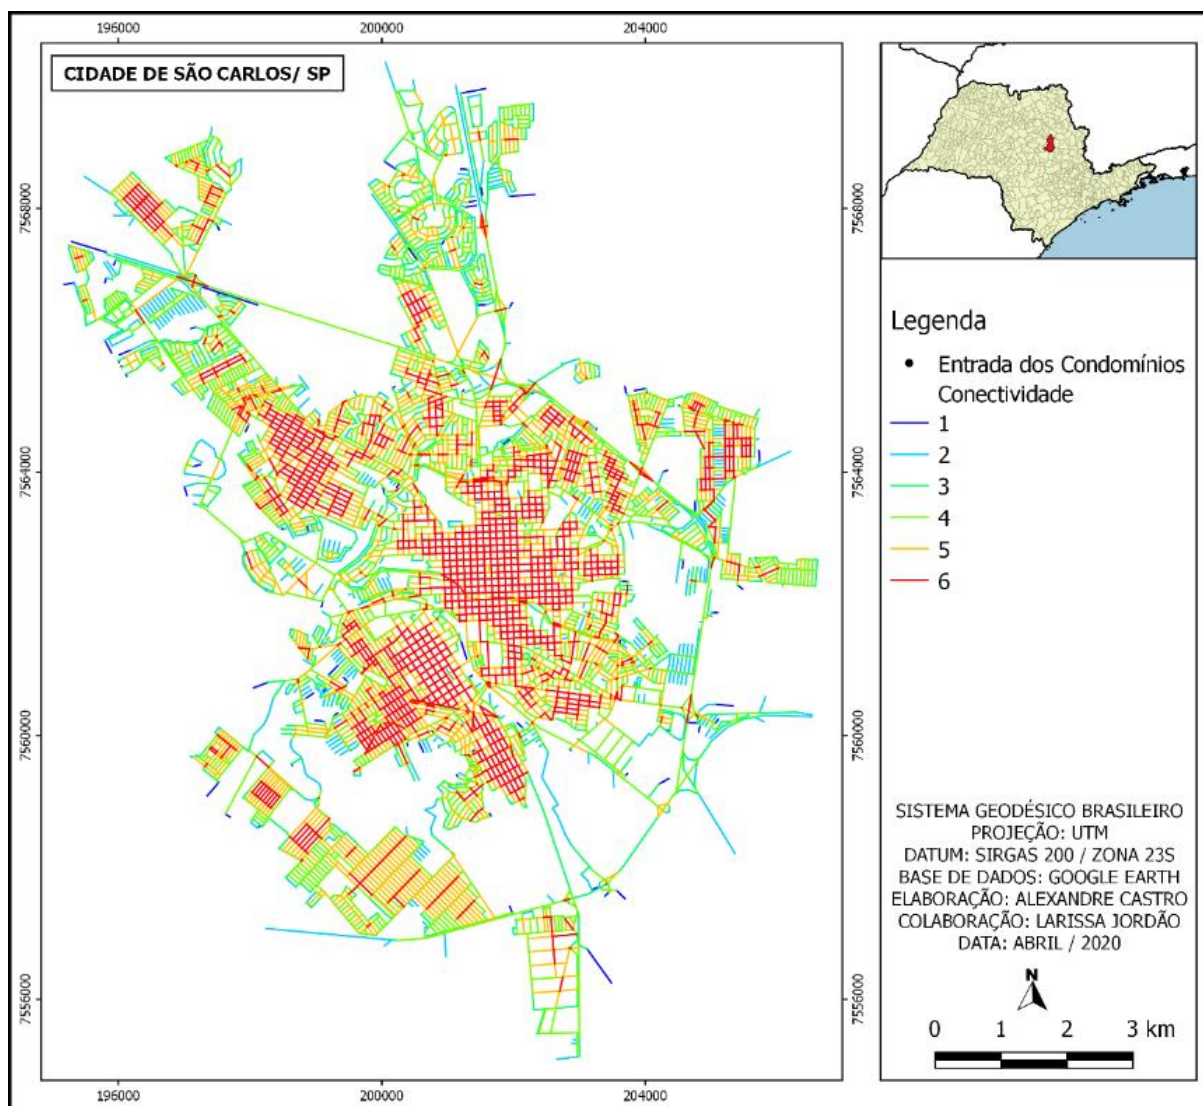 196000
200000
204000
CIDADE DE SÃO CARLOS/ SP
7568000
7568000
7564000
7564000
7560000
7560000
7556000
7556000
196000
200000
204000
Legenda
Entrada dos Condomínios
Conectividade
1
2
3
4
5
6
SISTEMA GEODÉSICO BRASILEIRO
PROJEÇÃO: UTM
DATUM: SIRGAS 200 / ZONA 23S
BASE DE DADOS: GOOGLE EARTH
ELABORAÇÃO: ALEXANDRE CASTRO
COLABORAÇÃO: LARISSA JORDÃO
DATA: ABRIL / 2020
N
0 1 2 3 km